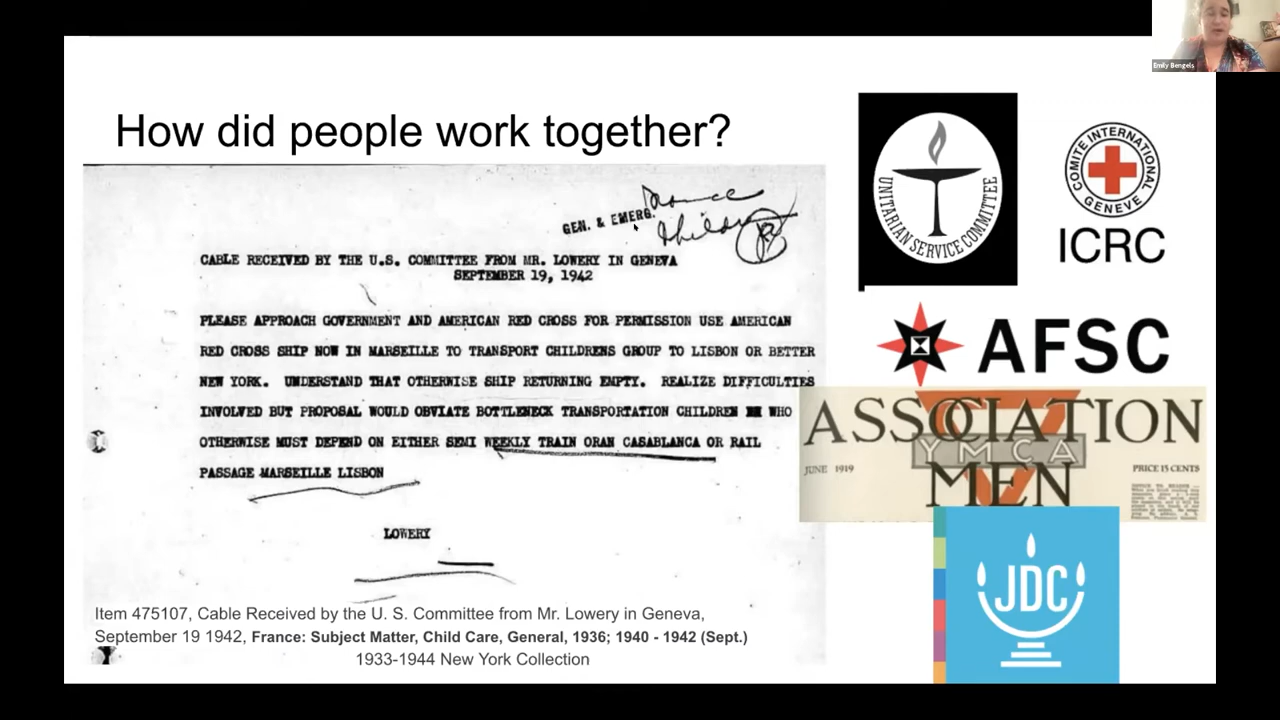 Emily Bengels
How did people work together?
GEN. & EMERG.
CABLE RECEIVED BY THE U.S. COMMITTEE FROM MR. LOWERY IN GENEVA
SEPTEMBER 19, 1942
PLEASE APPROACH GOVERNMENT AND AMERICAN RED CROSS FOR PERMISSION USE AMERICAN
RED CROSS SHIP NOW IN MARSEILLE TO TRANSPORT CHILDRENS GROUP TO LISBON OR BETTER
NEW YORK. UNDERSTAND THAT OTHERWISE SHIP RETURNING EMPTY. REALIZE DIFFICULTIES
INVOLVED BUT PROPOSAL WOULD OBVIATE BOTTLENECK TRANSPORTATION CHILDREN WHO
OTHERWISE MUST DEPEND ON EITHER SEMI WEEKLY TRAIN ORAN CASABLANCA OR RAIL
PASSAGE MARSEILLE LISBON
LOWERY
Item 475107, Cable Received by the U. S. Committee from Mr. Lowery in Geneva,
September 19 1942, France: Subject Matter, Child Care, General, 1936; 1940 - 1942 (Sept.)
1933-1944 New York Collection
UNITARIAN SERVICE COMMITTEE
COMITE INTERNATIONAL
GENEVE
ICRC
AFSC
ASSOCIATION
YMCA
JUNE 1919
MEN
PRICE 15 CENTS
JDC